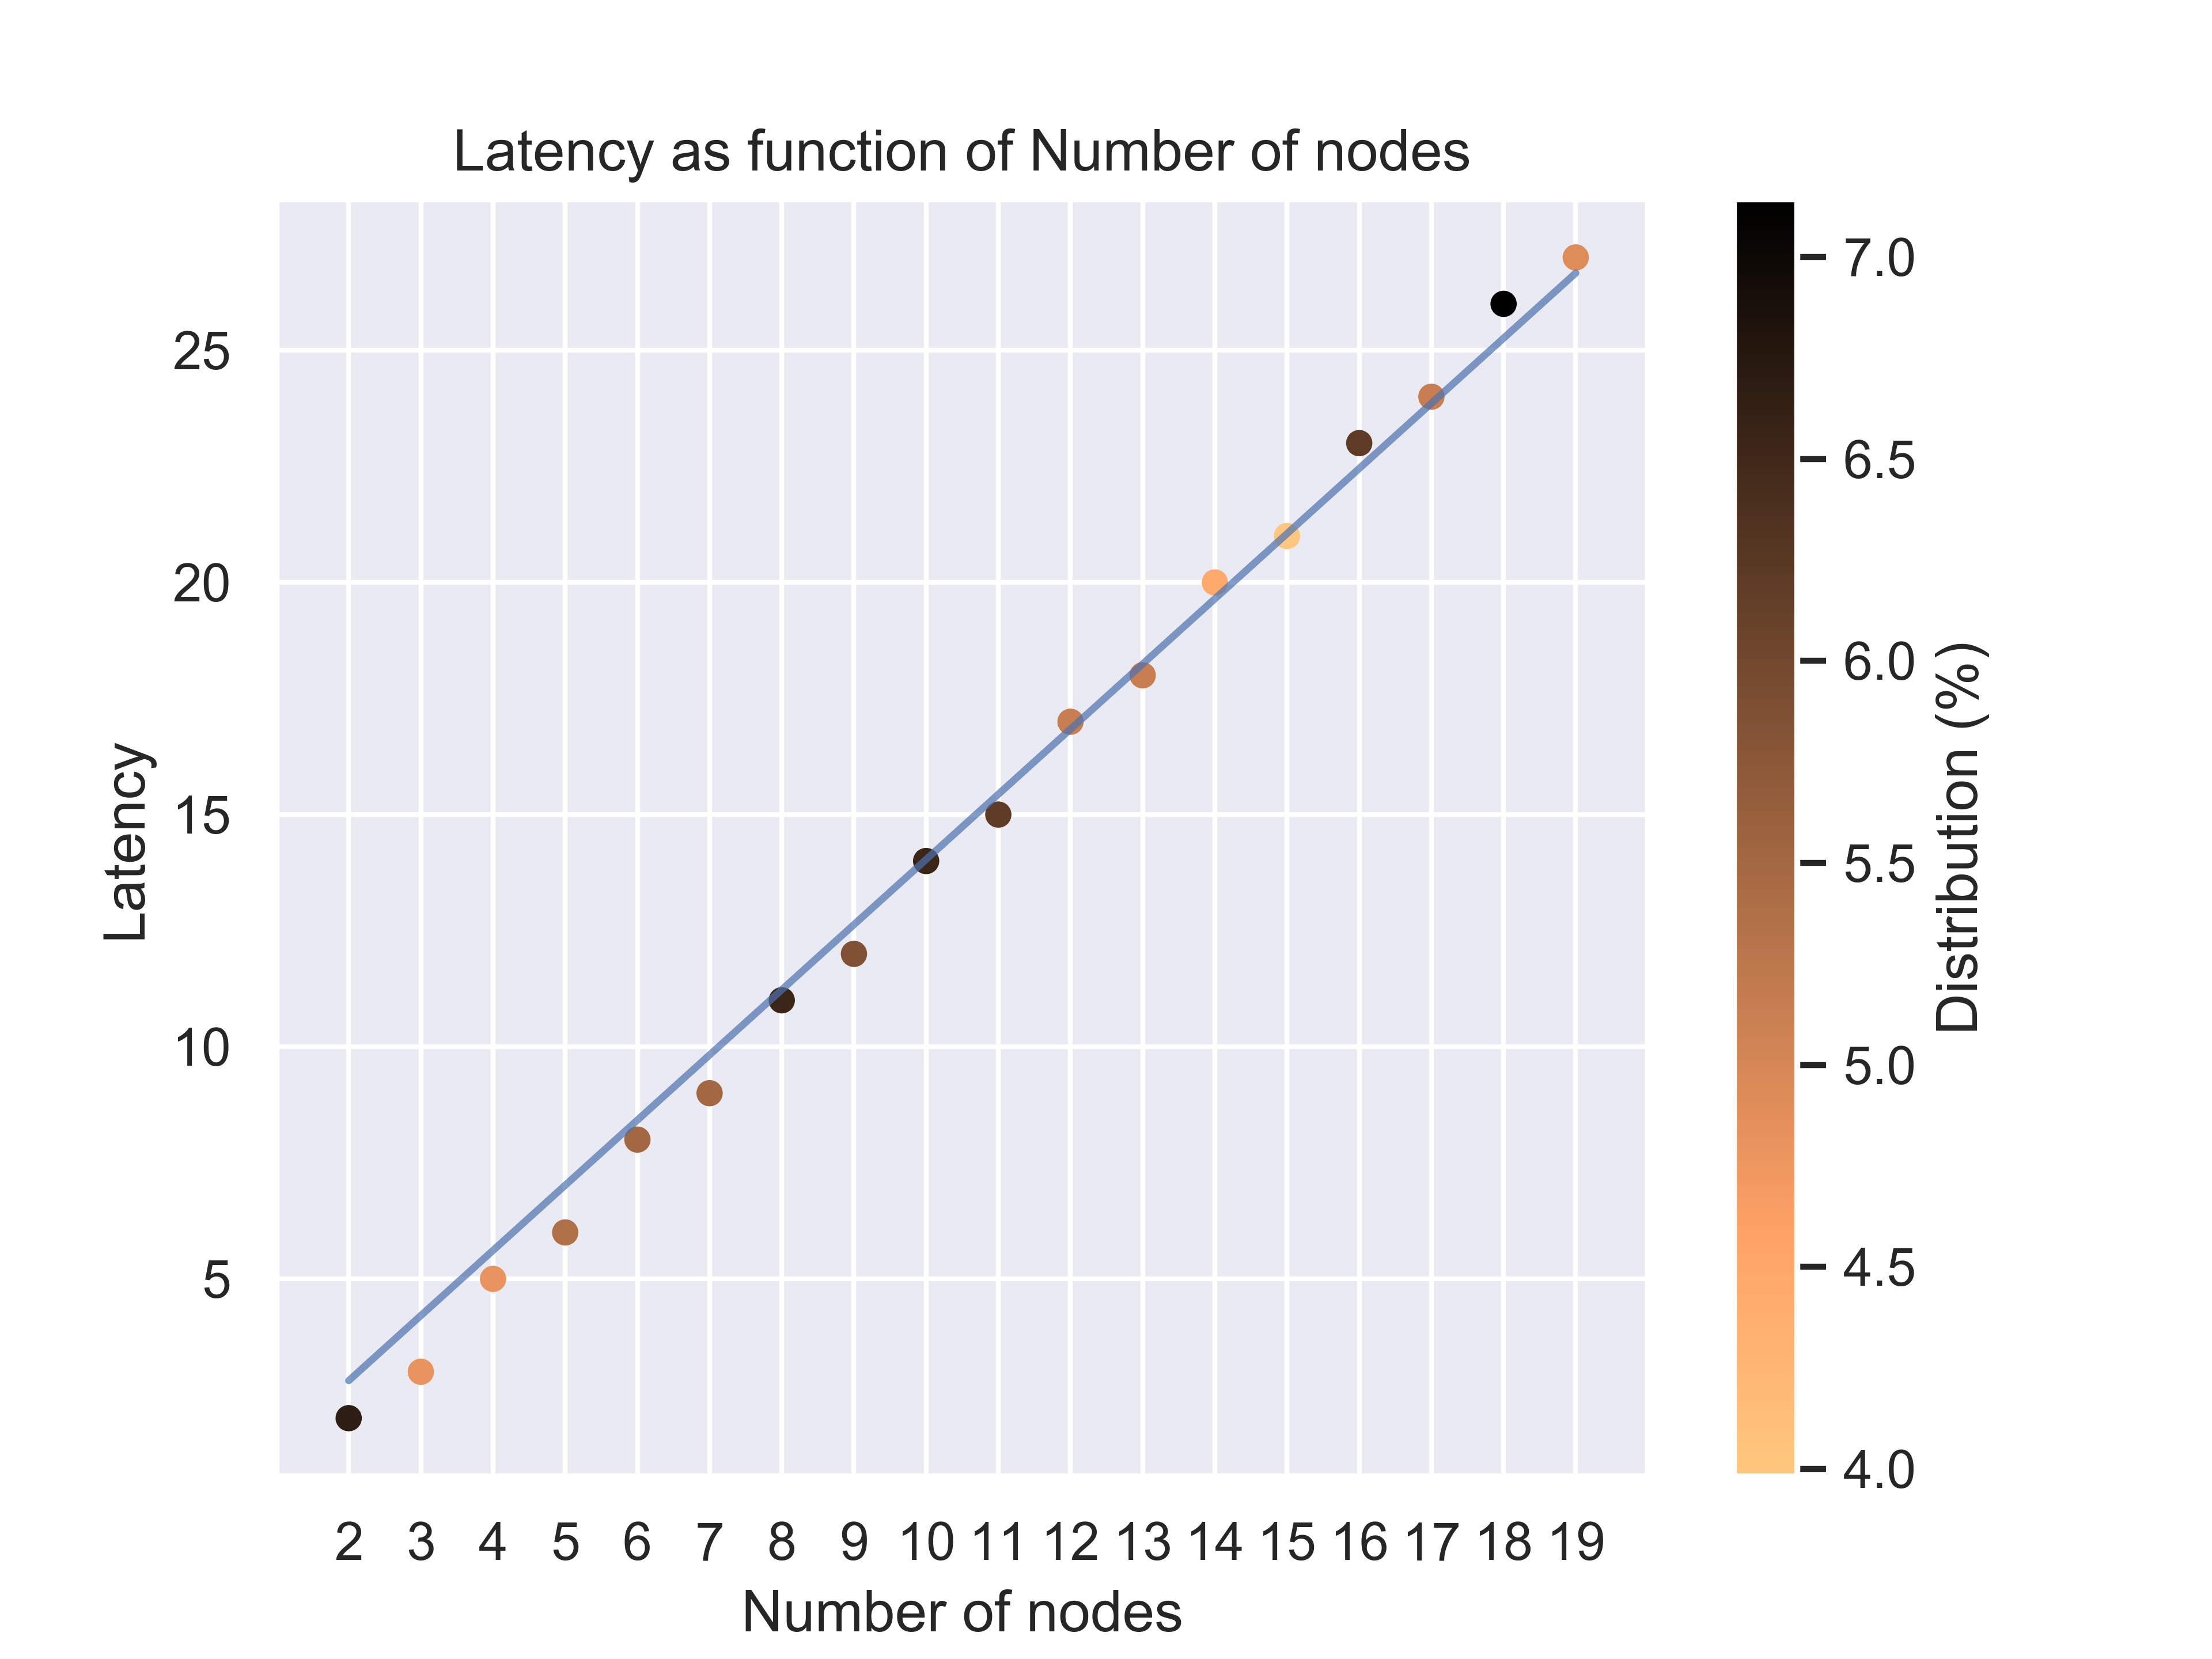 Latency as function of Number of nodes
Latency
25
20
15
10
5
2 3 4 5 6 7 8 9 10 11 12 13 14 15 16 17 18 19
Number of nodes
7.0
6.5
6.0
5.5
5.0
4.5
4.0
Distribution (%)